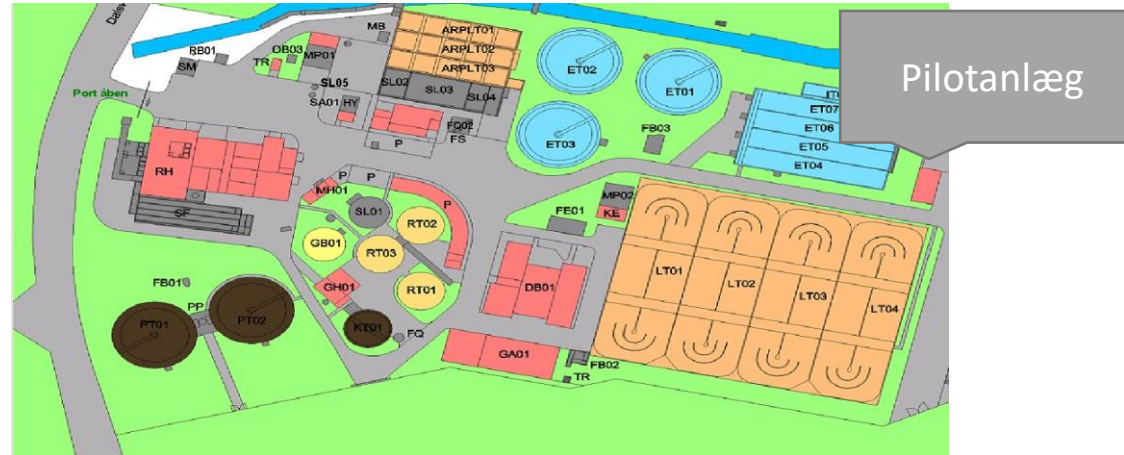 Dalsv
MB
ARPLT01
ARPLT02
ARPLT03
RB01
OB03
MP01
TR
SM
SL05
SL02
SL03
SL04
ET02
ET01
ET03
Pilotanlæg
ET07
ET06
ET05
ET04
Port åben
SA01
HY
FQ02
FS
P
FB03
RH
SF
MH01
P
P
P
SL01
RT02
GB01
RT03
RT01
GH01
KT01
FQ
MP02
KE
FE01
DB01
LT01
LT02
LT03
LT04
FB01
PP
PT01
PT02
GA01
FB02
TR